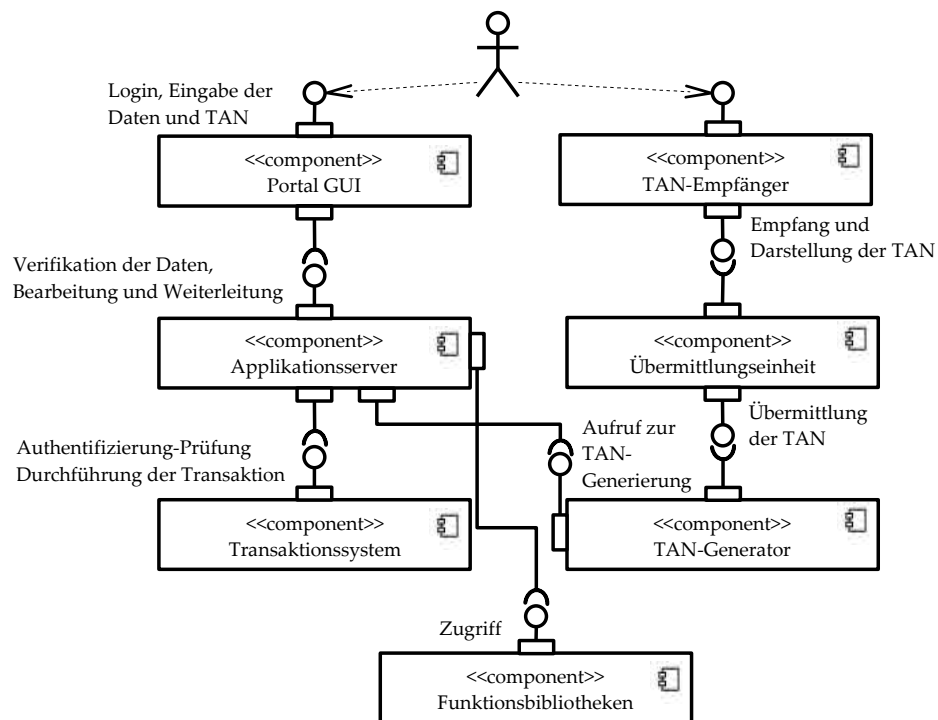 Login, Eingabe der
Daten und TAN
<<component>>
Portal GUI
<<component>>
TAN-Empfänger
Empfang und
Darstellung der TAN
Verifikation der Daten,
Bearbeitung und Weiterleitung
<<component>>
Applikationsserver
<<component>>
Übermittlungseinheit
Authentifizierung-Prüfung
Durchführung der Transaktion
Aufruf zur
TAN-
Generierung
Übermittlung
der TAN
<<component>>
Transaktionssystem
<<component>>
TAN-Generator
Zugriff
<<component>>
Funktionsbibliotheken